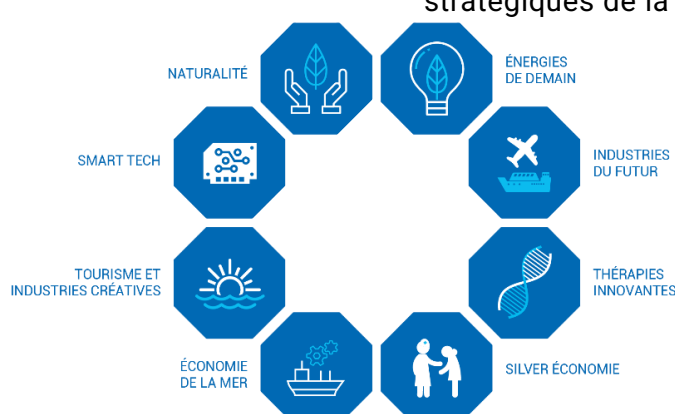 stratégiques de la
NATURALITÉ
ÉNERGIES
DE DEMAIN
SMART TECH
INDUSTRIES
DU FUTUR
TOURISME ET
INDUSTRIES CRÉATIVES
THÉRAPIES
INNOVANTES
ÉCONOMIE
DE LA MER
SILVER ÉCONOMIE